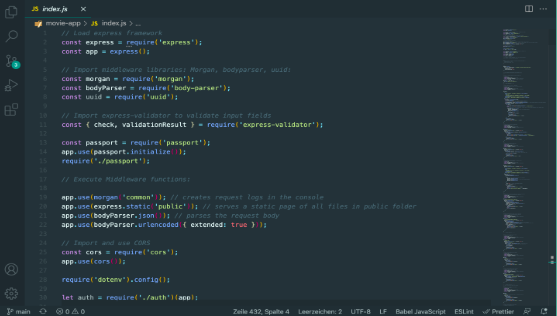 JS index.js
movie-app > JS index.js > ...
1 // Load express framework
2 const express = require('express');
3 const app = express();
4
5 // Import middleware libraries: Morgan, bodyparser, uuid:
6 const morgan = require('morgan');
7 const bodyParser = require('body-parser');
8 const uuid = require('uuid');
9
10 // Import express-validator to validate input fields
11 const { check, validationResult } = require('express-validator');
12
13 const passport = require('passport');
14 app.use(passport.initialize());
15 require('./passport');
16
17 // Execute Middleware functions:
18
19 app.use(morgan('common')); // creates request logs in the console
20 app.use(express.static('public')); // serves a static page of all files in public folder
21 app.use(bodyParser.json()); // parses the request body
22 app.use(bodyParser.urlencoded({ extended: true }));
23
24 // Import and use CORS
25 const cors = require('cors');
26 app.use(cors());
27
28 require('dotenv').config();
29
30 let auth = require('./auth')(app);
3
main 0 0 Zeile 432, Spalte 4 Leerzeichen: 2 UTF-8 LF Babel JavaScript ESLint Prettier